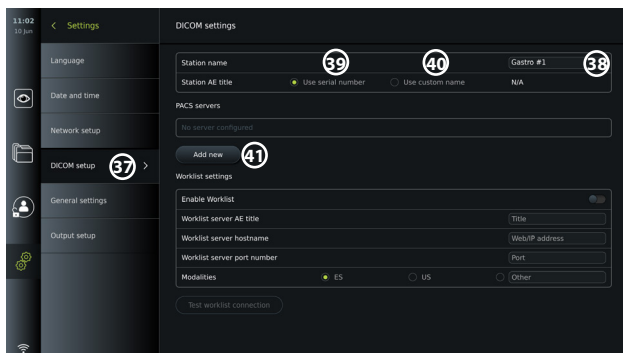 11:02
10 Jun
Settings
Language
Date and time
Network setup
DICOM setup 37
General settings
Output setup
DICOM settings
Station name 39 40 Gastro #1 38
Station AE title Use serial number Use custom name N/A
PACS servers
No server configured
Add new 41
Worklist settings
Enable Worklist
Worklist server AE title Title
Worklist server hostname Web/IP address
Worklist server port number Port
Modalities ES US Other
Test worklist connection